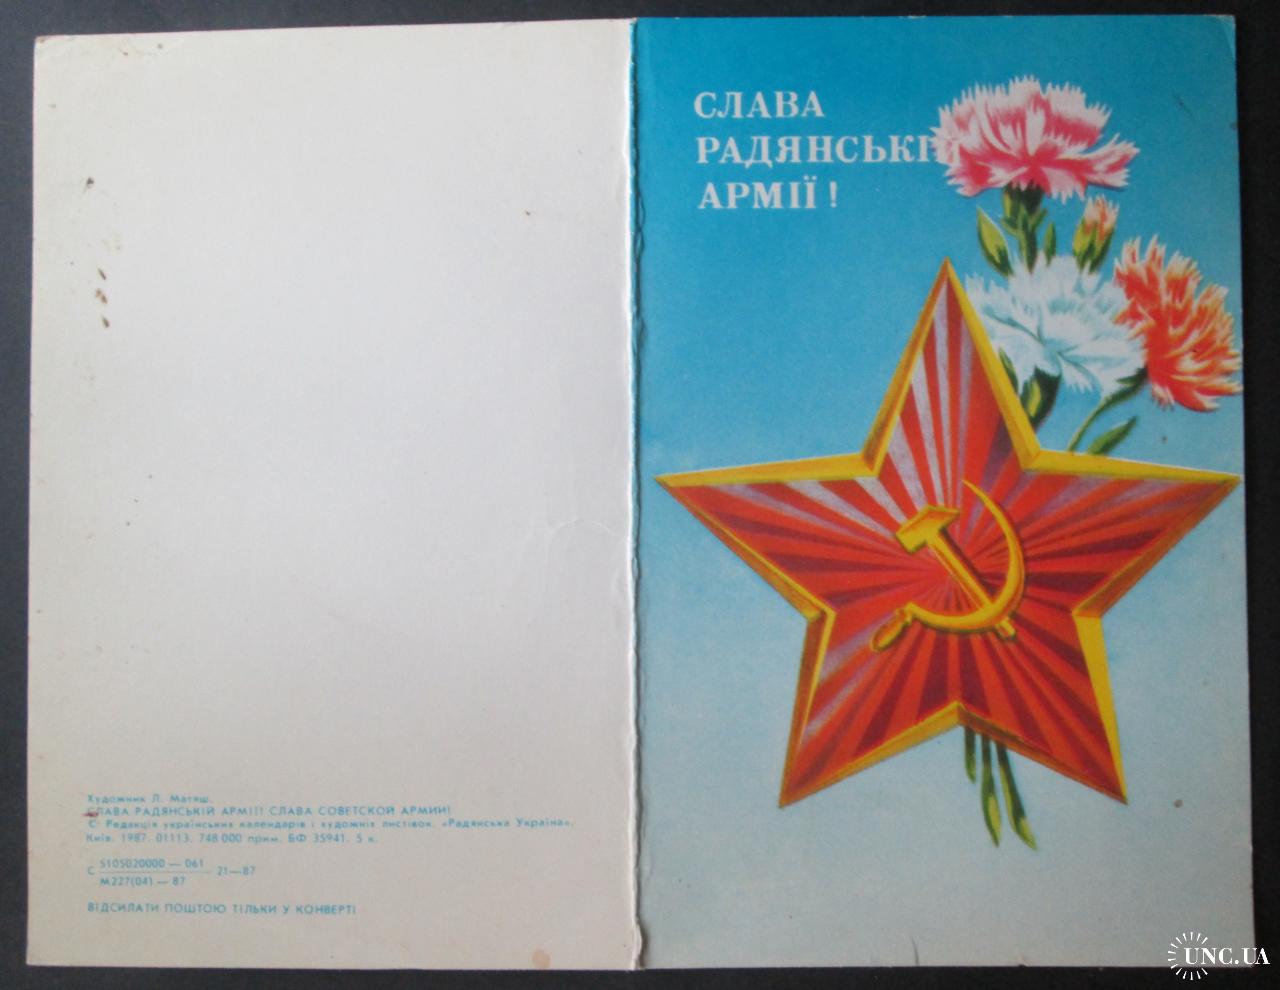 СЛАВА
РАДЯНСЬКІЙ
АРМІЇ !
Художник Л. Матяш.
СЛАВА РАДЯНСЬКІЙ АРМІЇ! СЛАВА СОВЕТСКОЙ АРМИИ!
С Редакція українських календарів і художніх листівок. «Радянська Україна».
Київ. 1987. 01113. 748 000 прим. БФ 35941. 5 к.
С 5105020000 — 061 21—87
М227(04) — 87
ВІДСИЛАТИ ПОШТОЮ ТІЛЬКИ У КОНВЕРТІ
UNC.UA